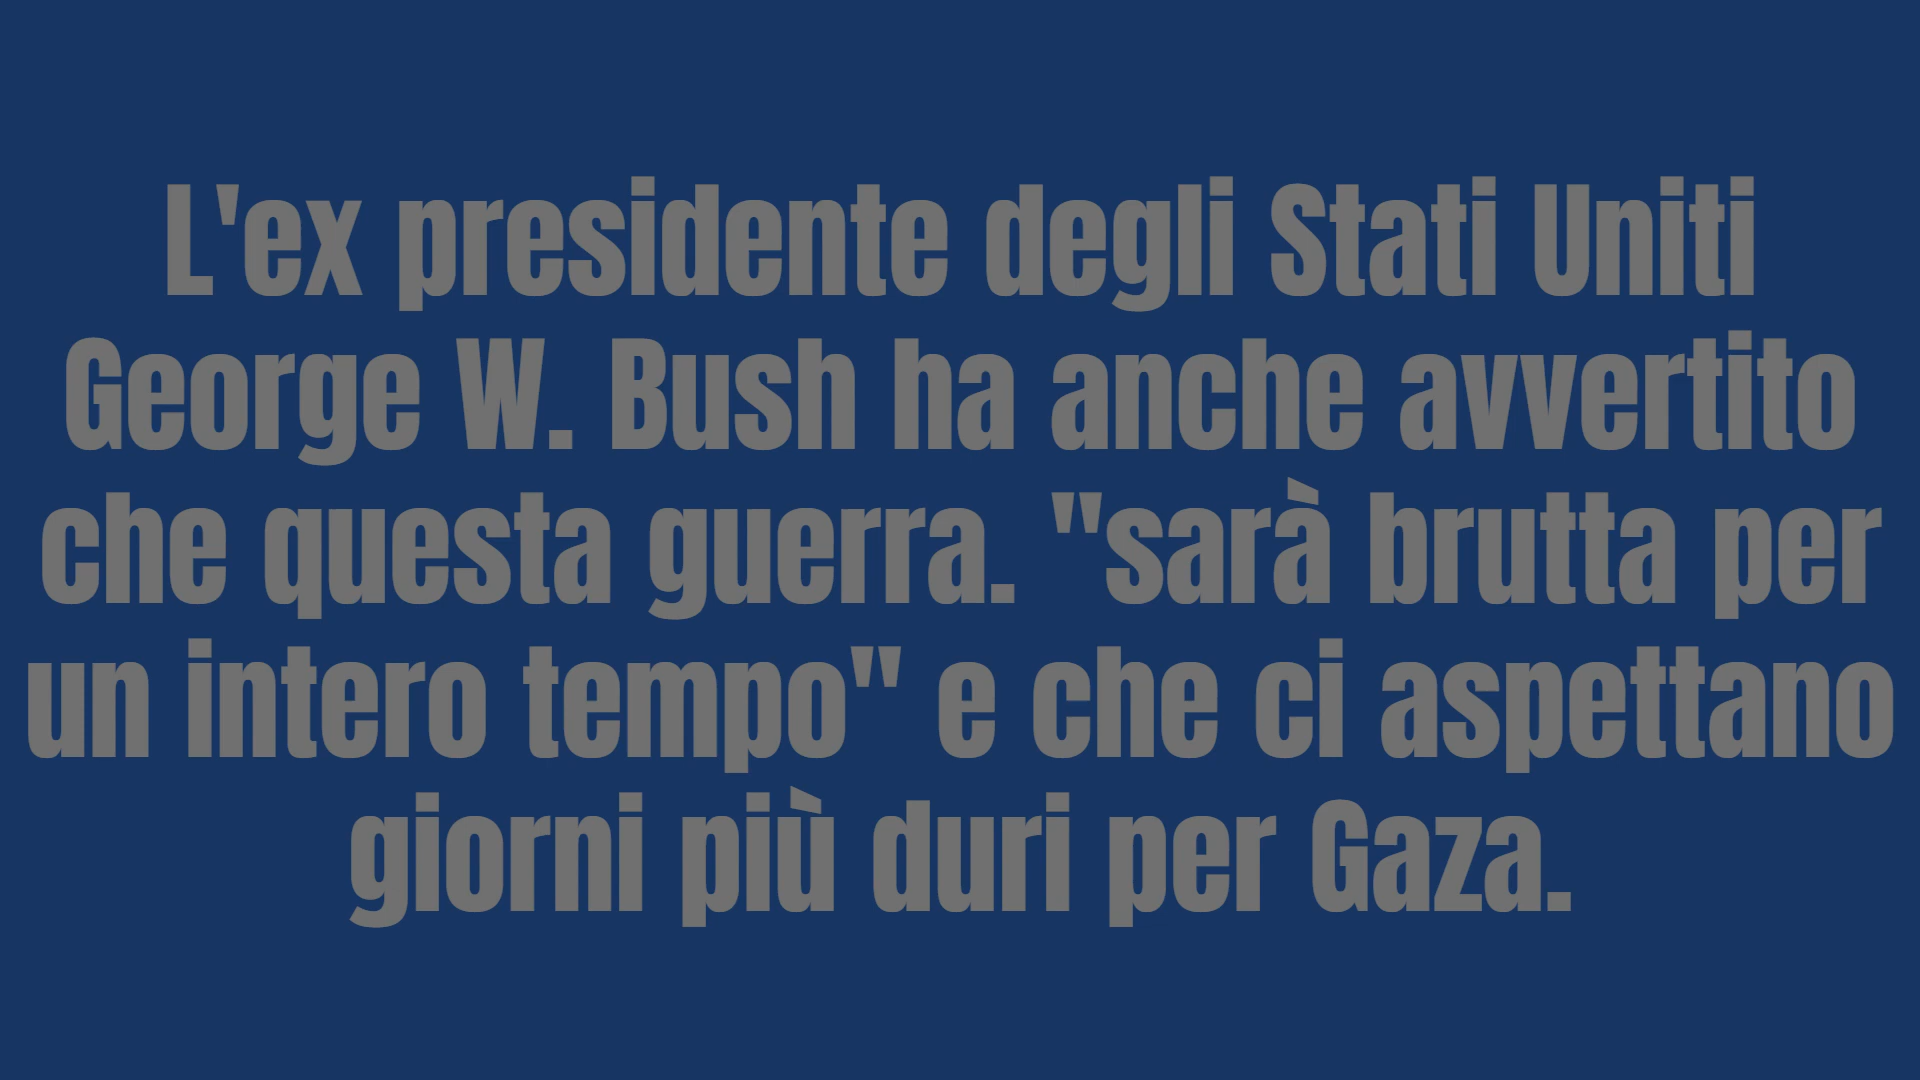 L'ex presidente degli Stati Uniti
George W. Bush ha anche avvertito
che questa guerra. "sarà brutta per
un intero tempo" e che ci aspettano
giorni più duri per Gaza.